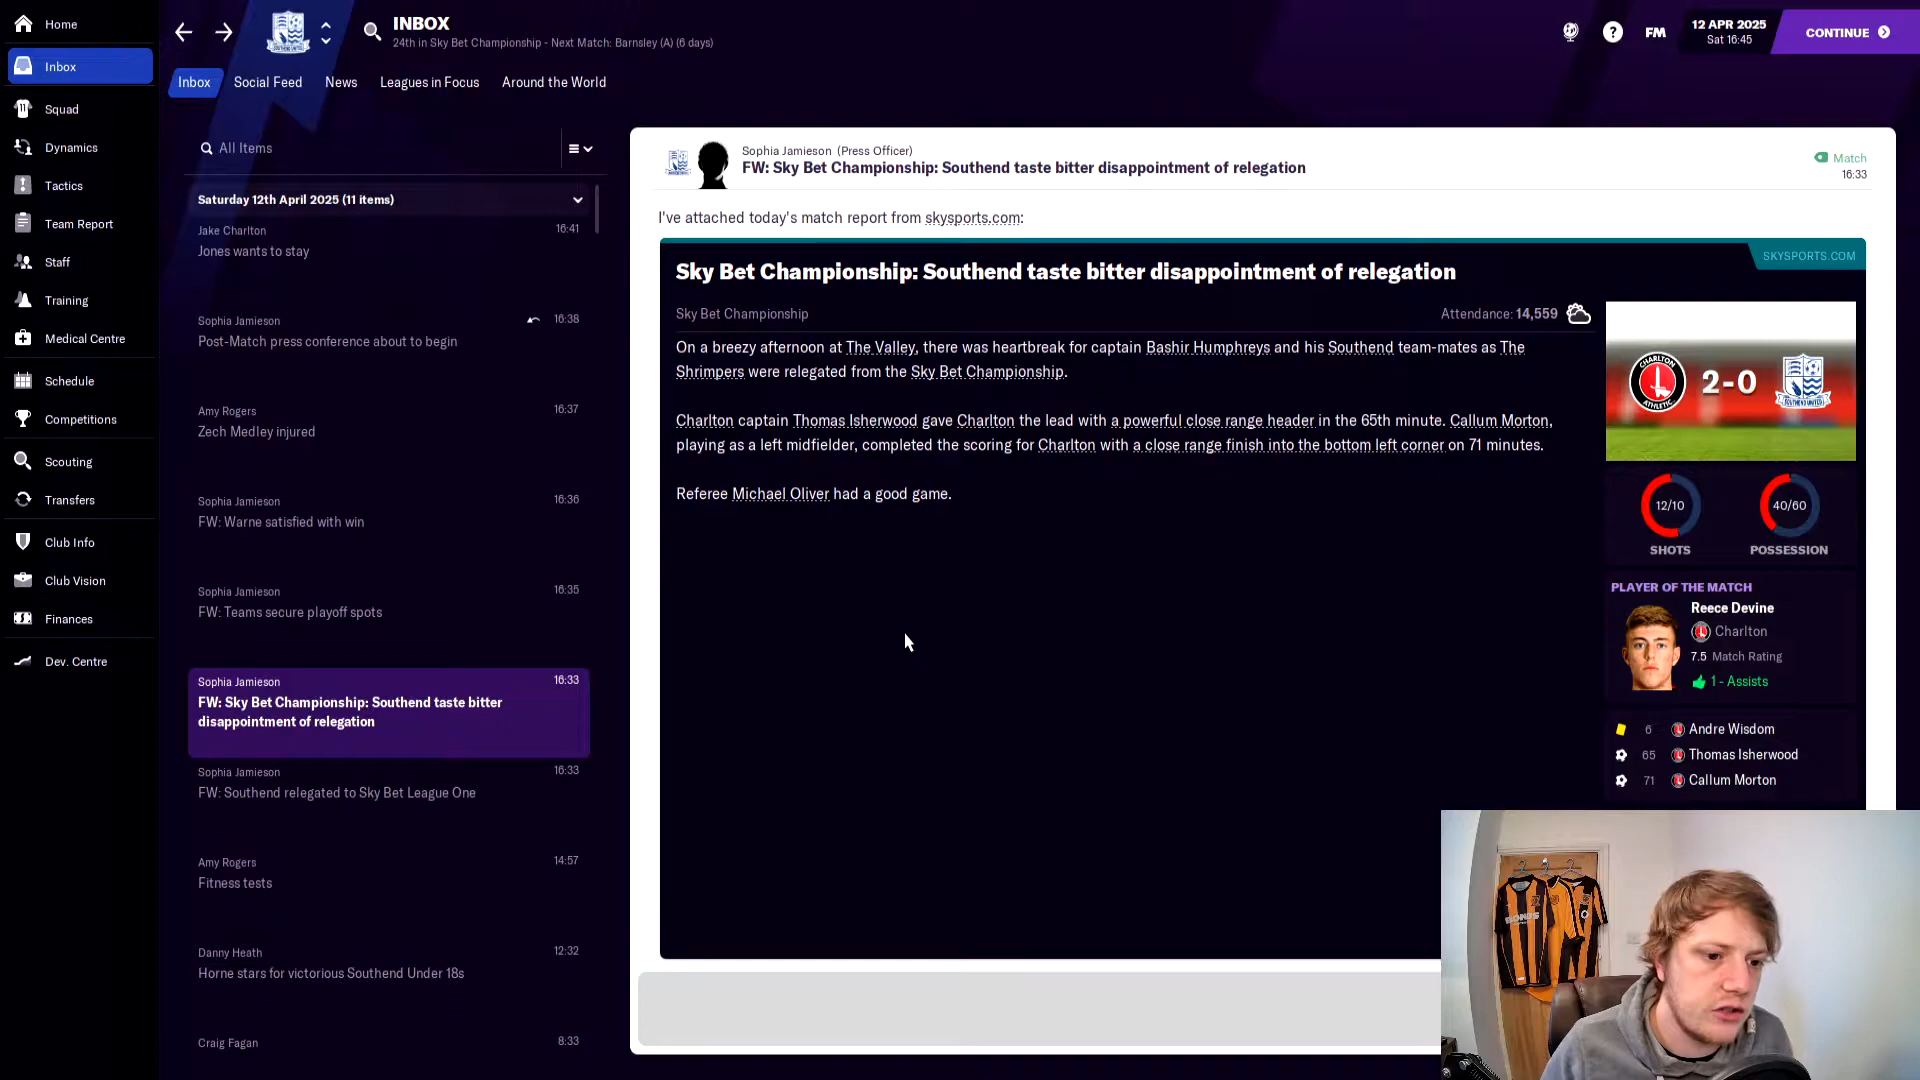 Home
Inbox
Squad
Dynamics
Tactics
Team Report
Staff
Training
Medical Centre
Schedule
Competitions
Scouting
Transfers
Club Info
Club Vision
Finances
Dev. Centre
SOUTHEND UNITED
INBOX
24th in Sky Bet Championship - Next Match: Barnsley (A) (6 days)
FM
12 APR 2025
Sat 16:45
CONTINUE
Inbox
Social Feed
News
Leagues in Focus
Around the World
All Items
Saturday 12th April 2025 (11 items)
Jake Charlton 16:41
Jones wants to stay
Sophia Jamieson 16:38
Post-Match press conference about to begin
Amy Rogers 16:37
Zech Medley injured
Sophia Jamieson 16:36
FW: Warne satisfied with win
Sophia Jamieson 16:35
FW: Teams secure playoff spots
Sophia Jamieson 16:33
FW: Sky Bet Championship: Southend taste bitter
disappointment of relegation
Sophia Jamieson 16:33
FW: Southend relegated to Sky Bet League One
Amy Rogers 14:57
Fitness tests
Danny Heath 12:32
Horne stars for victorious Southend Under 18s
Craig Fagan 8:33
Sophia Jamieson (Press Officer)
FW: Sky Bet Championship: Southend taste bitter disappointment of relegation
Match
16:33
I've attached today's match report from skysports.com:
SKYSPORTS.COM
Sky Bet Championship: Southend taste bitter disappointment of relegation
Sky Bet Championship
Attendance: 14,559
On a breezy afternoon at The Valley, there was heartbreak for captain Bashir Humphreys and his Southend team-mates as The
Shrimpers were relegated from the Sky Bet Championship.
Charlton captain Thomas Isherwood gave Charlton the lead with a powerful close range header in the 65th minute. Callum Morton,
playing as a left midfielder, completed the scoring for Charlton with a close range finish into the bottom left corner on 71 minutes.
Referee Michael Oliver had a good game.
CHARLTON
ATHLETIC
2-0
12/10
SHOTS
40/60
POSSESSION
PLAYER OF THE MATCH
Reece Devine
Charlton
7.5 Match Rating
1 - Assists
6 Andre Wisdom
65 Thomas Isherwood
71 Callum Morton